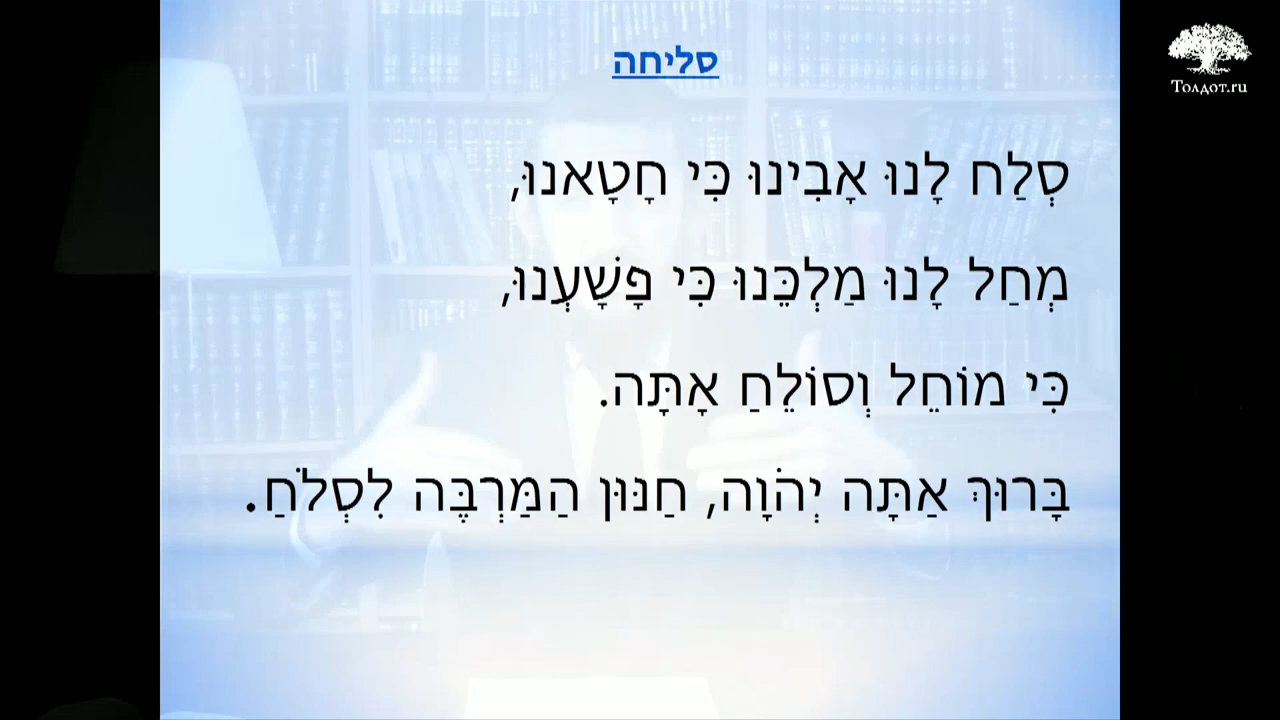 סליחה
סְלַח לָנוּ אָבִינוּ כִּי חָטָאנוּ,
מְחַל לָנוּ מַלְכֵּנוּ כִּי פָשָׁעְנוּ,
כִּי מוֹחֵל וְסוֹלֵחַ אָתָּה.
בָּרוּךְ אַתָּה יְהֹוָה, חַנּוּן הַמַּרְבֶּה לִסְלֹחַ.
Толдот.ru